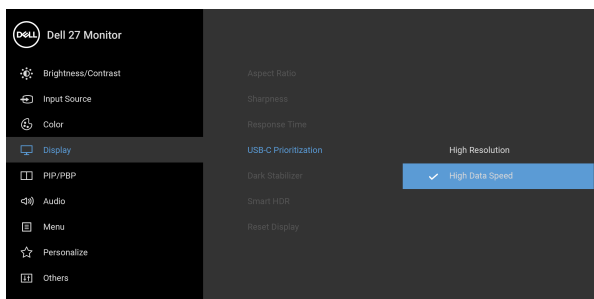 DELL
Dell 27 Monitor
Brightness/Contrast
Input Source
Color
Display
PIP/PBP
Audio
Menu
Personalize
Others
Aspect Ratio
Sharpness
Response Time
USB-C Prioritization
Dark Stabilizer
Smart HDR
Reset Display
High Resolution
High Data Speed